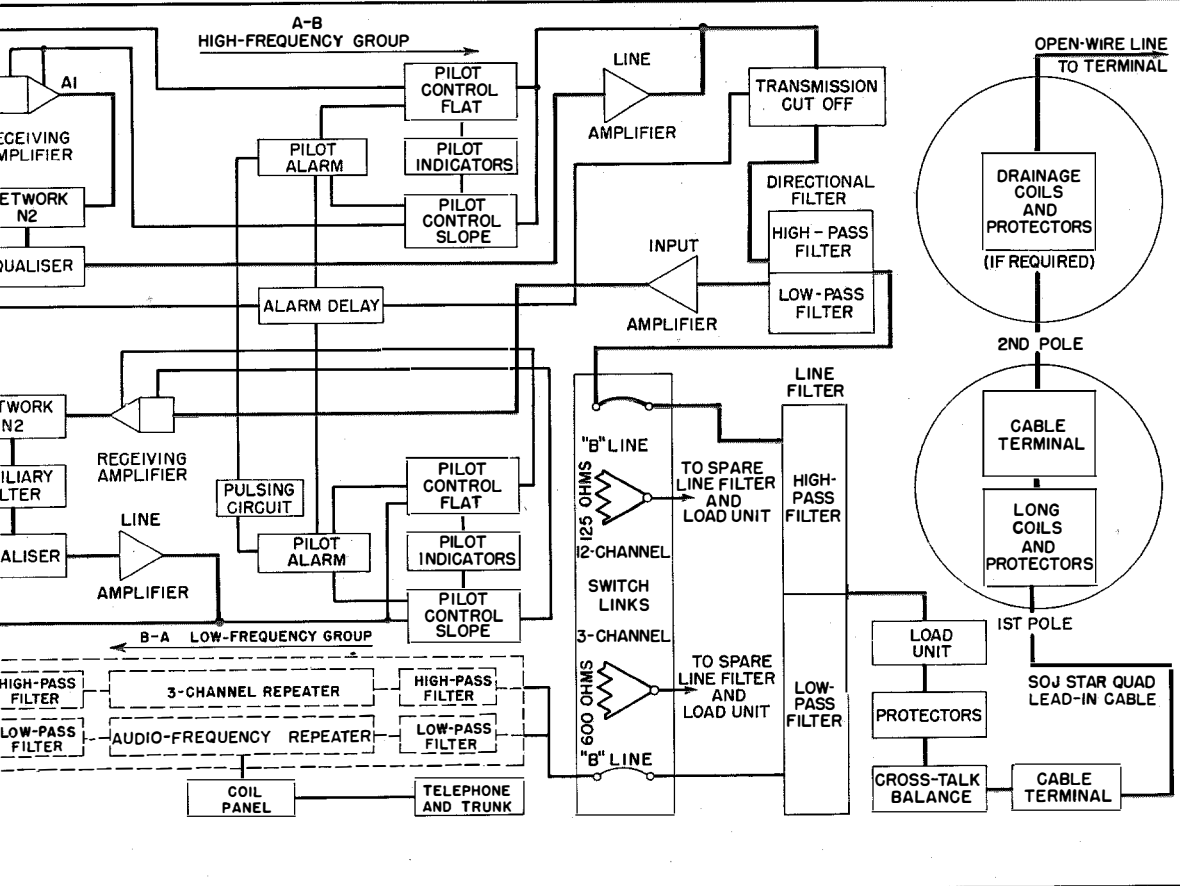 A-B
HIGH-FREQUENCY GROUP
OPEN-WIRE LINE
TO TERMINAL
A1
RECEIVING
AMPLIFIER
PILOT
CONTROL
FLAT
LINE
AMPLIFIER
TRANSMISSION
CUT OFF
PILOT
ALARM
PILOT
INDICATORS
PILOT
CONTROL
SLOPE
NETWORK
N2
EQUALISER
DIRECTIONAL
FILTER
HIGH-PASS
FILTER
LOW-PASS
FILTER
DRAINAGE
COILS
AND
PROTECTORS
(IF REQUIRED)
INPUT
AMPLIFIER
ALARM DELAY
2ND POLE
NETWORK
N2
RECEIVING
AMPLIFIER
ILIARY
LTER
ALISER
LINE
AMPLIFIER
PULSING
CIRCUIT
PILOT
ALARM
PILOT
CONTROL
FLAT
PILOT
INDICATORS
PILOT
CONTROL
SLOPE
B-A LOW-FREQUENCY GROUP
"B" LINE
125 OHMS
TO SPARE
LINE FILTER
AND
LOAD UNIT
12-CHANNEL
SWITCH
LINKS
3-CHANNEL
600 OHMS
TO SPARE
LINE FILTER
AND
LOAD UNIT
"B" LINE
LINE
FILTER
HIGH-
PASS
FILTER
LOW-
PASS
FILTER
CABLE
TERMINAL
LONG
COILS
AND
PROTECTORS
1ST POLE
SOJ STAR QUAD
LEAD-IN CABLE
LOAD
UNIT
PROTECTORS
CROSS-TALK
BALANCE
CABLE
TERMINAL
HIGH-PASS
FILTER
3-CHANNEL REPEATER
HIGH-PASS
FILTER
LOW-PASS
FILTER
AUDIO-FREQUENCY REPEATER
LOW-PASS
FILTER
COIL
PANEL
TELEPHONE
AND TRUNK